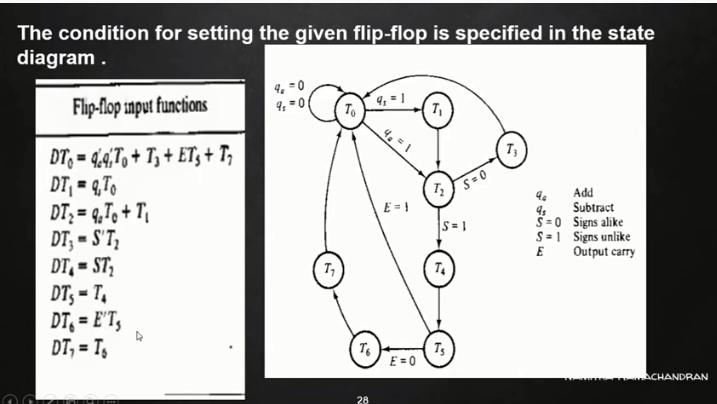 The condition for setting the given flip-flop is specified in the state
diagram .
Flip-flop input functions
DT₀ = q'ₐq'ₛT₀ + T₃ + ET₅ + T₇
DT₁ = qₛT₀
DT₂ = qₐT₀ + T₁
DT₃ = S'T₂
DT₄ = ST₂
DT₅ = T₄
DT₆ = E'T₅
DT₇ = T₆
qₐ = 0
qₛ = 0
T₀
qₛ = 1
T₁
qₐ = 1
T₃
T₂
S = 0
E = 1
S = 1
T₇
T₄
T₆
E = 0
T₅
qₐ Add
qₛ Subtract
S = 0 Signs alike
S = 1 Signs unlike
E Output carry
28